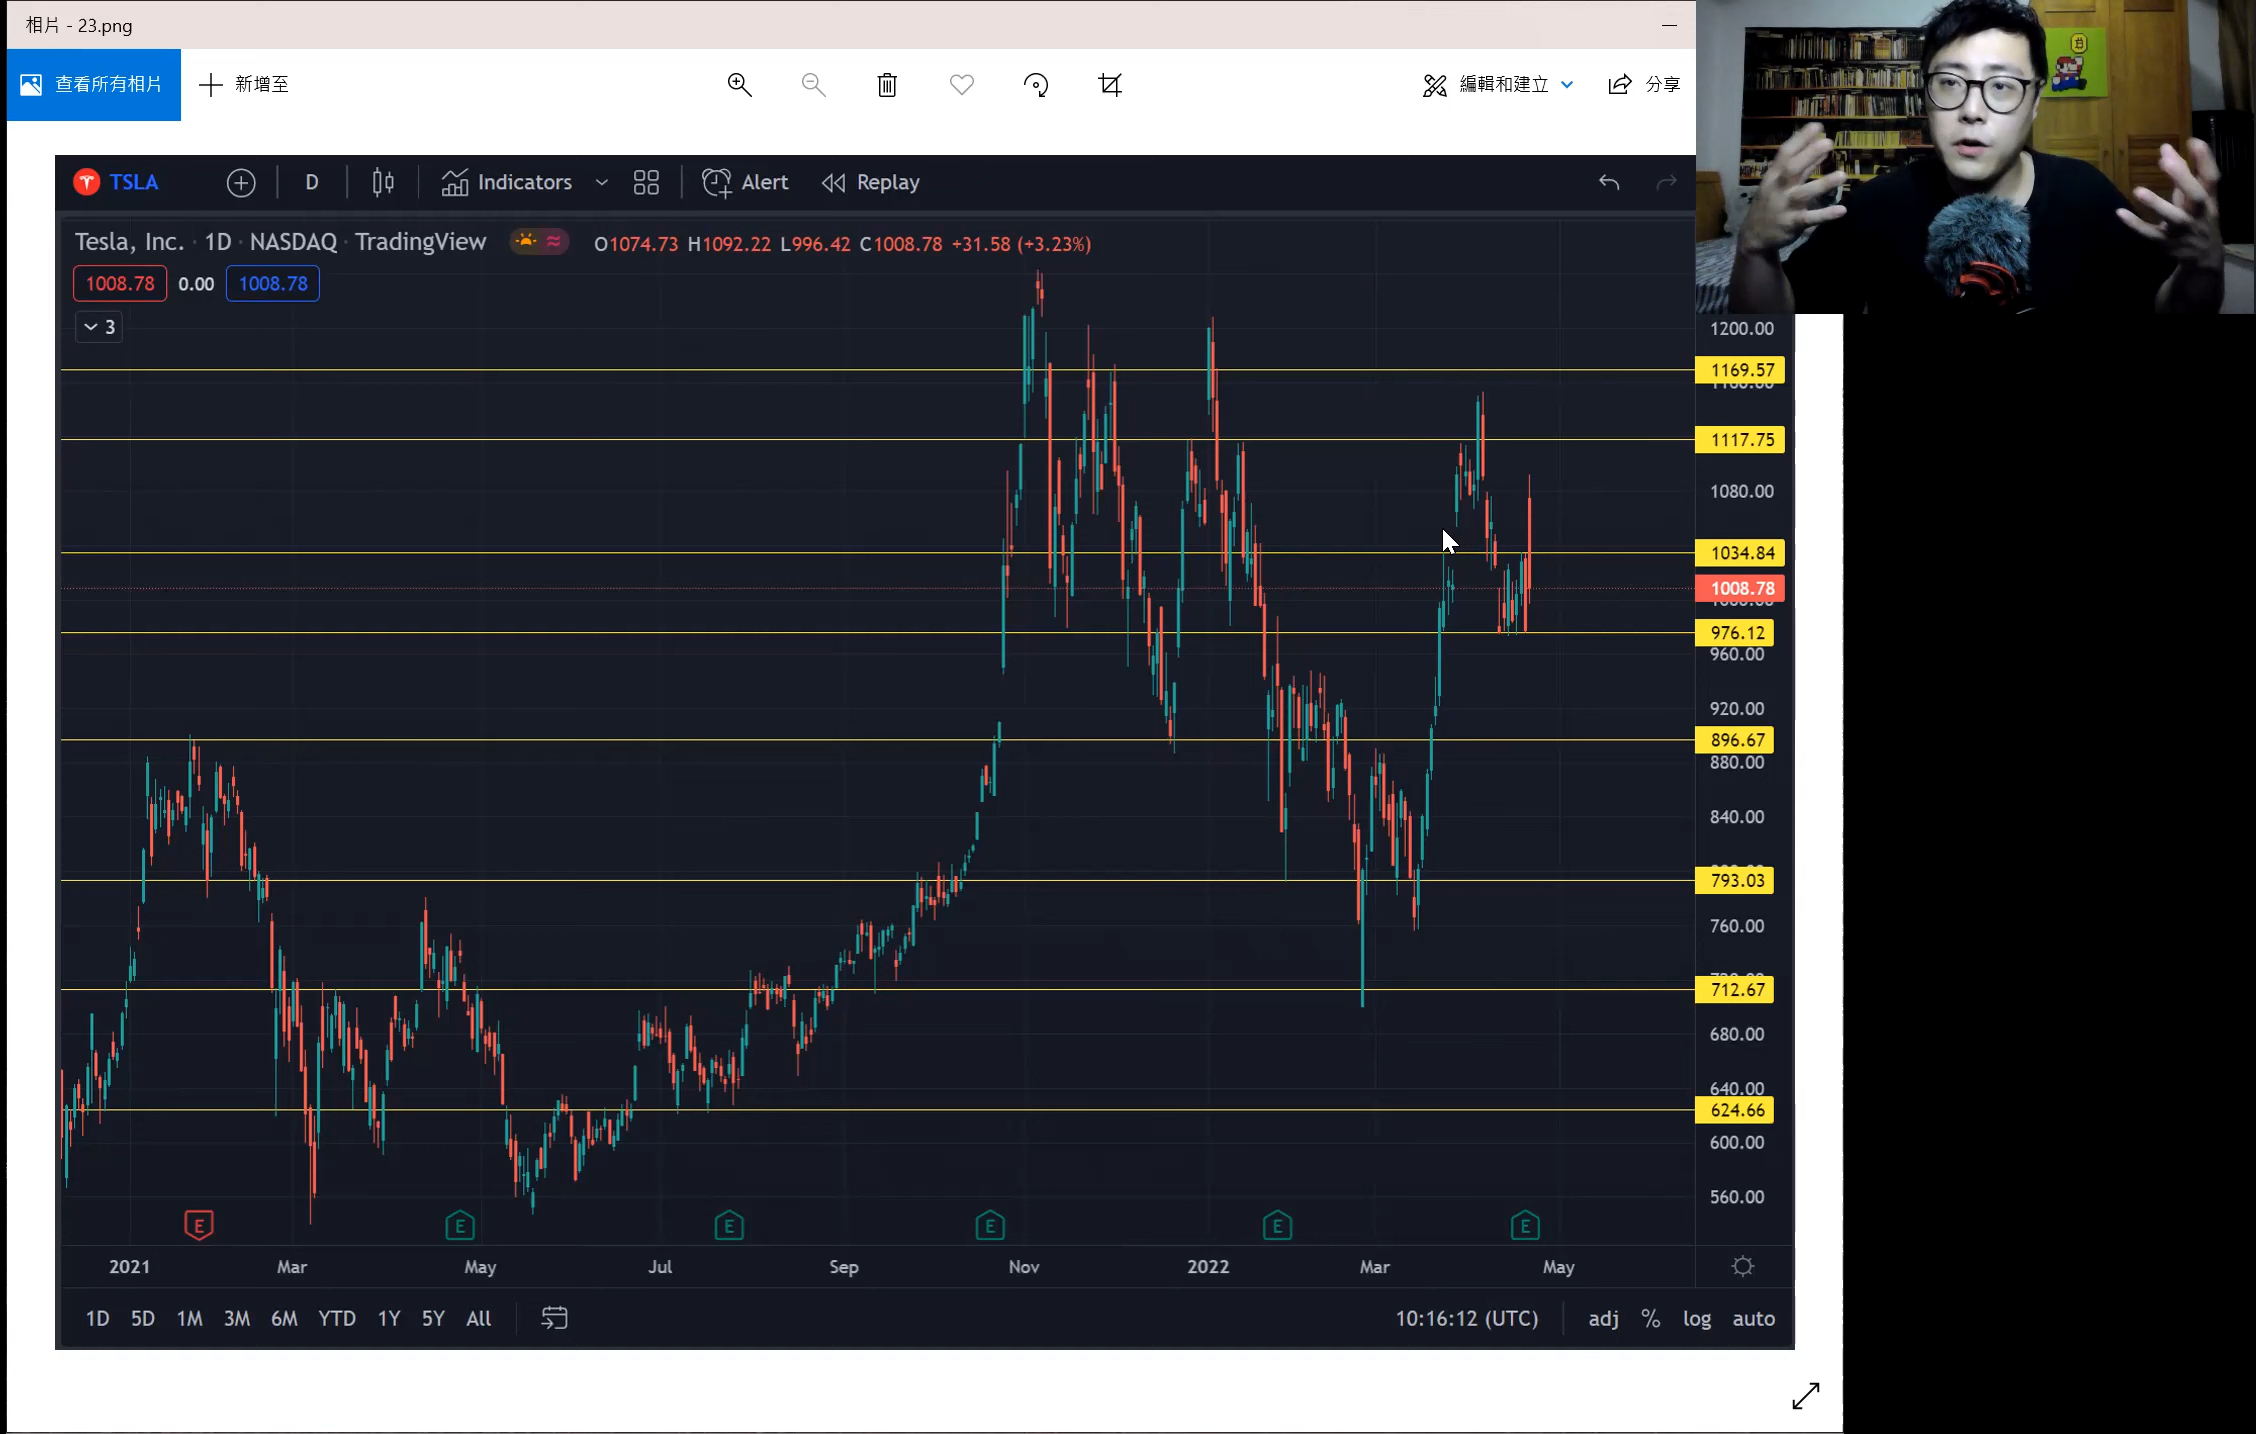 相片 - 23.png
查看所有相片 新增至 編輯和建立 分享
TSLA D Indicators Alert Replay
Tesla, Inc. · 1D · NASDAQ · TradingView O1074.73 H1092.22 L996.42 C1008.78 +31.58 (+3.23%)
1008.78 0.00 1008.78
3
1200.00
1169.57
1117.75
1080.00
1034.84
1008.78
976.12
960.00
920.00
896.67
880.00
840.00
793.03
760.00
712.67
680.00
640.00
624.66
600.00
560.00
E E E E E E
2021 Mar May Jul Sep Nov 2022 Mar May
1D 5D 1M 3M 6M YTD 1Y 5Y All 10:16:12 (UTC) adj % log auto